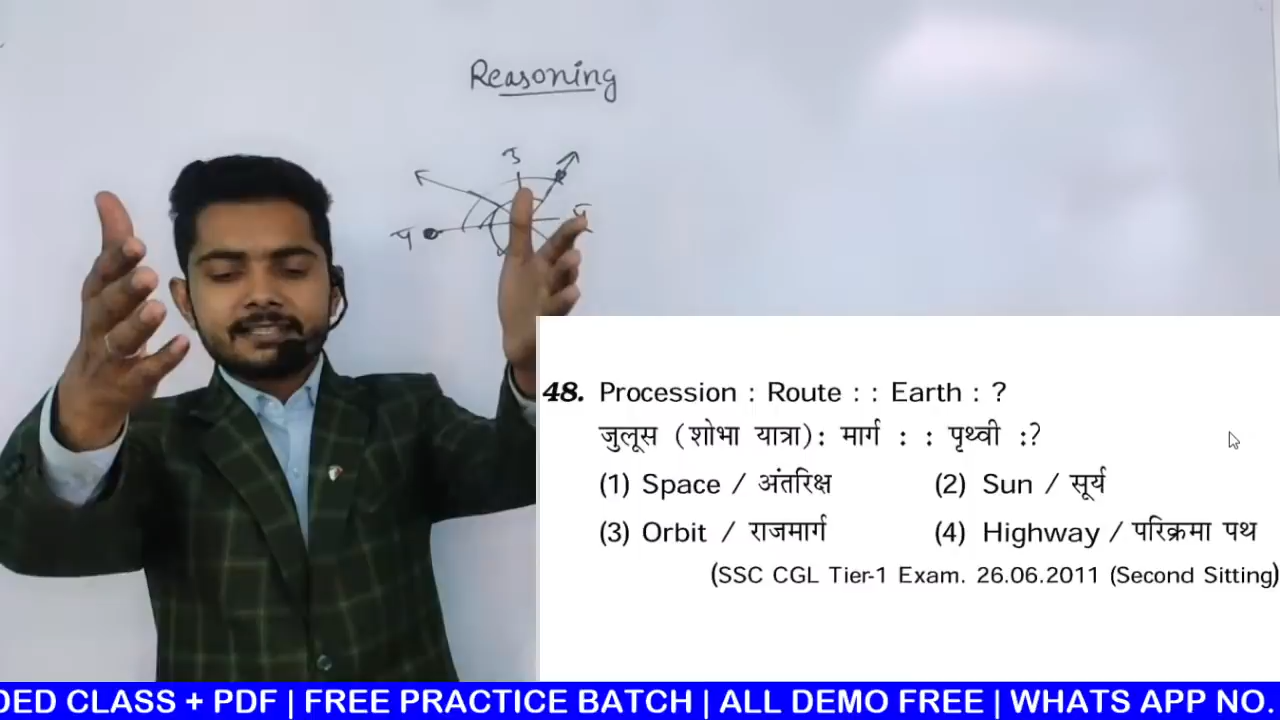 Reasoning
उ
प
48. Procession : Route : : Earth : ?
जुलूस (शोभा यात्रा) : मार्ग : : पृथ्वी :?
(1) Space / अंतरिक्ष (2) Sun / सूर्य
(3) Orbit / राजमार्ग (4) Highway / परिक्रमा पथ
(SSC CGL Tier-1 Exam. 26.06.2011 (Second Sitting)
DED CLASS + PDF | FREE PRACTICE BATCH | ALL DEMO FREE | WHATS APP NO.